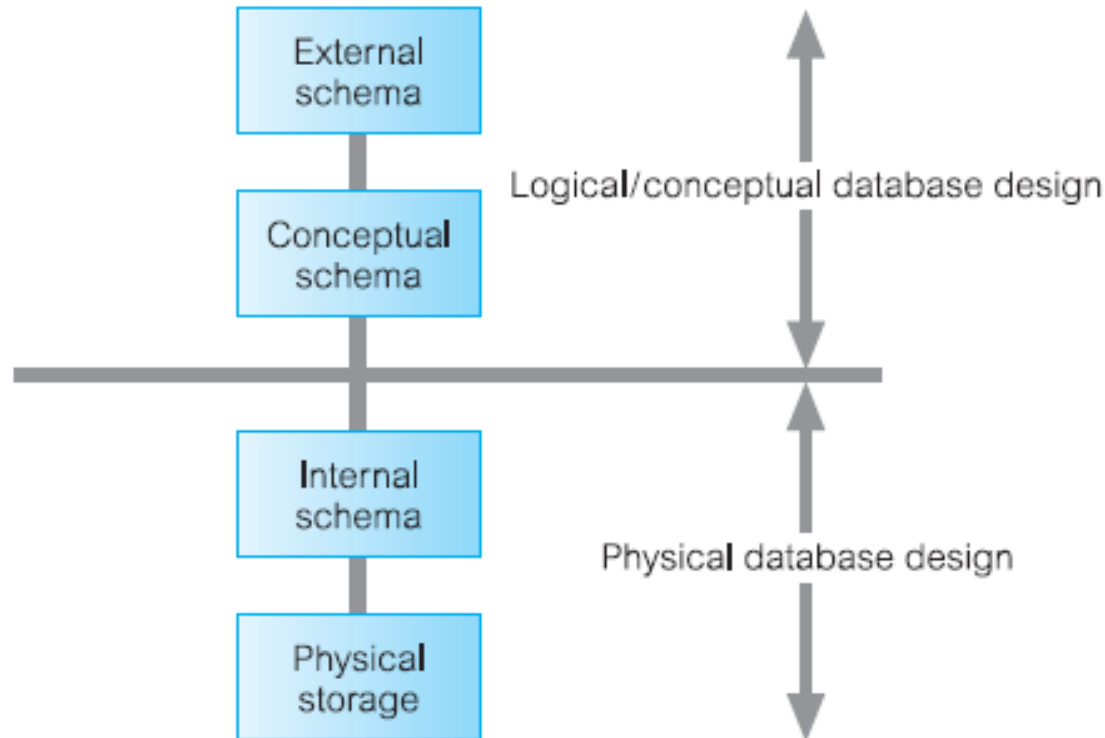 External
schema
Logical/conceptual database design
Conceptual
schema
Internal
schema
Physical database design
Physical
storage